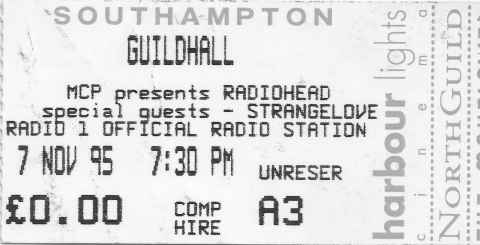 SOUTHAMPTON
GUILDHALL
MCP presents RADIOHEAD
special guests - STRANGELOVE
RADIO 1 OFFICIAL RADIO STATION
7 NOV 95 7:30 PM UNRESER
£0.00 COMP A3
HIRE
harbour lights
cinema
NORTHGUILD